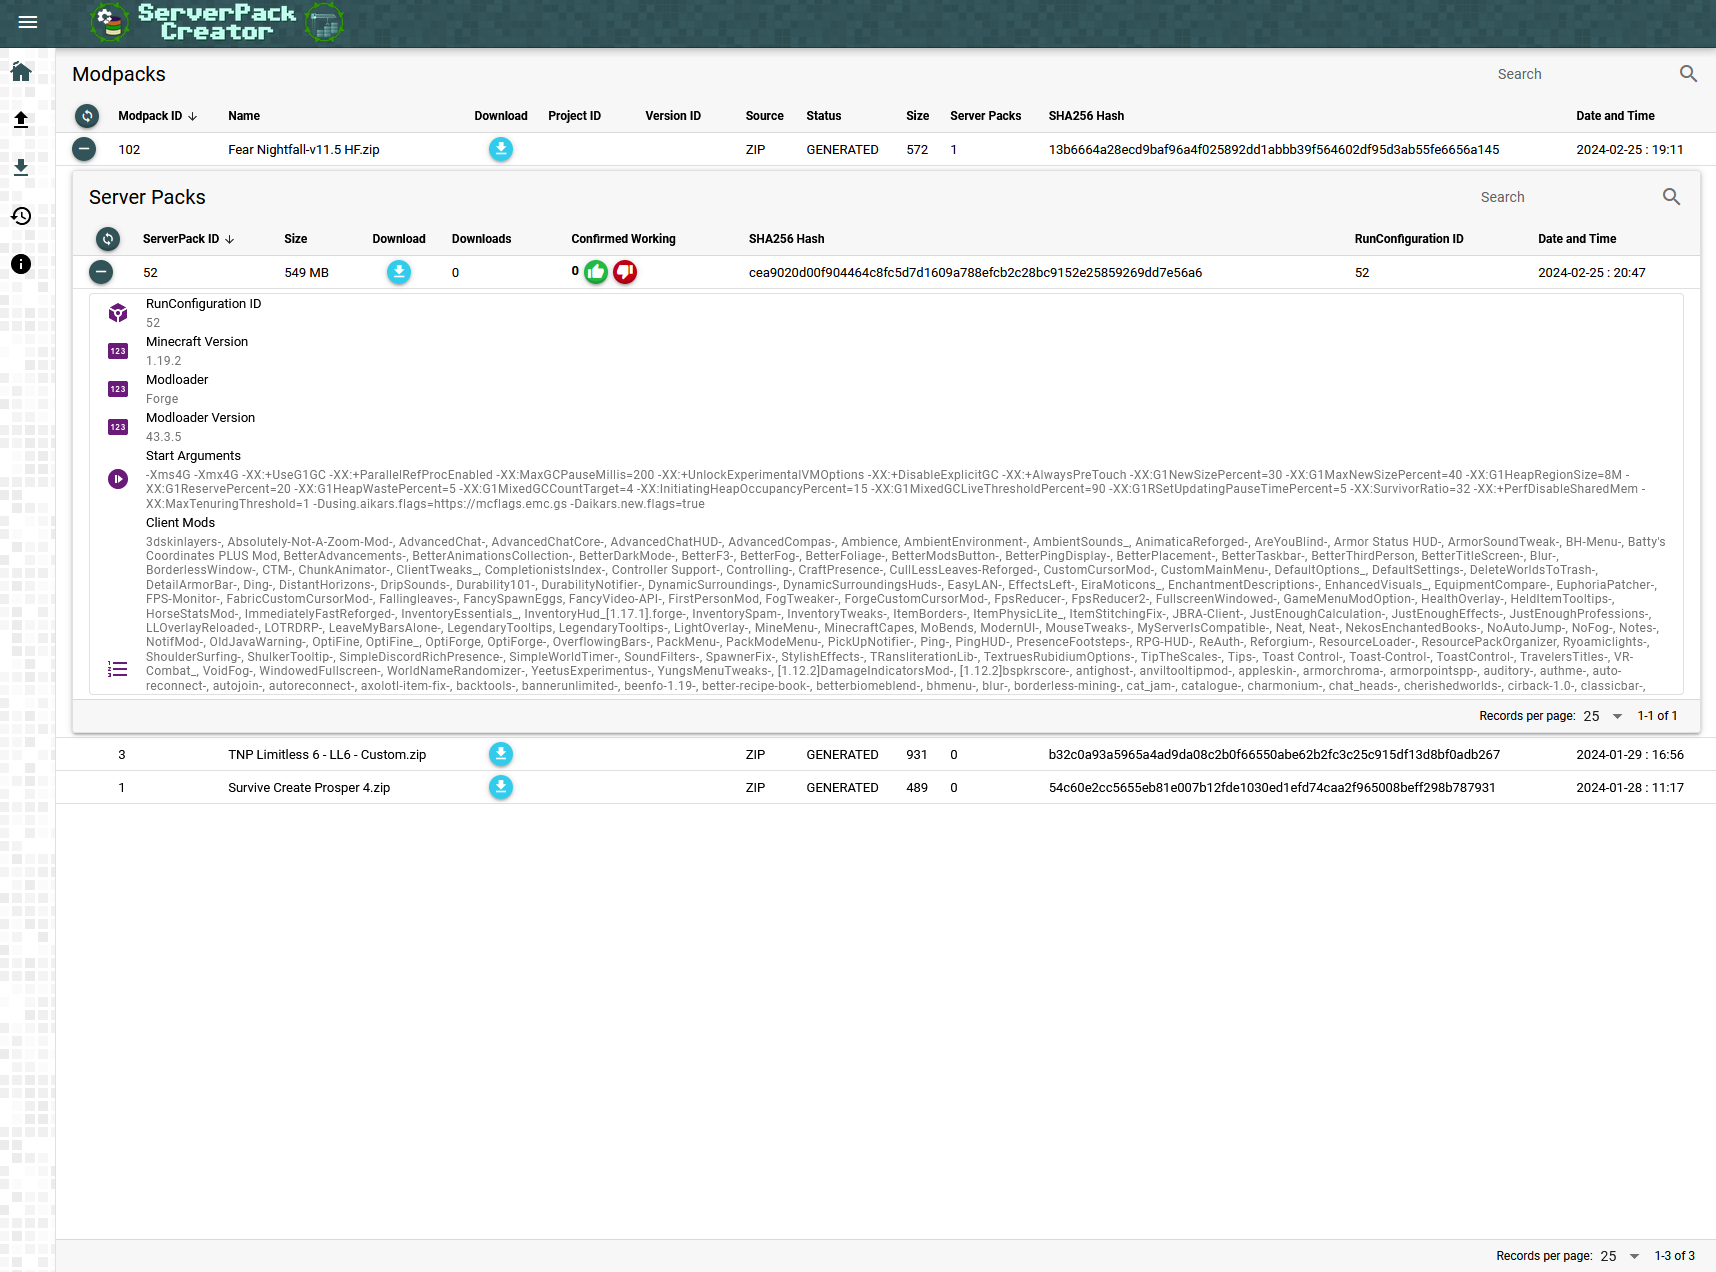 ServerPack
Creator
Modpacks
Search
Modpack ID Name Download Project ID Version ID Source Status Size Server Packs SHA256 Hash Date and Time
102 Fear Nightfall-v11.5 HF.zip ZIP GENERATED 572 1 13b6664a28ecd9baf96a4f025892dd1abbb39f564602df95d3ab55fe6656a145 2024-02-25 : 19:11
Server Packs
Search
ServerPack ID Size Download Downloads Confirmed Working SHA256 Hash RunConfiguration ID Date and Time
52 549 MB 0 0 cea9020d00f904464c8fc5d7d1609a788efcb2c28bc9152e25859269dd7e56a6 52 2024-02-25 : 20:47
RunConfiguration ID
52
Minecraft Version
1.19.2
Modloader
Forge
Modloader Version
43.3.5
Start Arguments
-Xms4G -Xmx4G -XX:+UseG1GC -XX:+ParallelRefProcEnabled -XX:MaxGCPauseMillis=200 -XX:+UnlockExperimentalVMOptions -XX:+DisableExplicitGC -XX:+AlwaysPreTouch -XX:G1NewSizePercent=30 -XX:G1MaxNewSizePercent=40 -XX:G1HeapRegionSize=8M -
XX:G1ReservePercent=20 -XX:G1HeapWastePercent=5 -XX:G1MixedGCCountTarget=4 -XX:InitiatingHeapOccupancyPercent=15 -XX:G1MixedGCLiveThresholdPercent=90 -XX:G1RSetUpdatingPauseTimePercent=5 -XX:SurvivorRatio=32 -XX:+PerfDisableSharedMem -
XX:MaxTenuringThreshold=1 -Dusing.aikars.flags=https://mcflags.emc.gs -Daikars.new.flags=true
Client Mods
3dskinlayers-, Absolutely-Not-A-Zoom-Mod-, AdvancedChat-, AdvancedChatCore-, AdvancedChatHUD-, AdvancedCompas-, Ambience, AmbientEnvironment-, AmbientSounds_, AnimaticaReforged-, AreYouBlind-, Armor Status HUD-, ArmorSoundTweak-, BH-Menu-, Batty's
Coordinates PLUS Mod, BetterAdvancements-, BetterAnimationsCollection-, BetterDarkMode-, BetterF3-, BetterFog-, BetterFoliage-, BetterModsButton-, BetterPingDisplay-, BetterPlacement-, BetterTaskbar-, BetterThirdPerson, BetterTitleScreen-, Blur-,
BorderlessWindow-, CTM-, ChunkAnimator-, ClientTweaks_, CompletionistsIndex-, Controller Support-, Controlling-, CraftPresence-, CullLessLeaves-Reforged-, CustomCursorMod-, CustomMainMenu-, DefaultOptions_, DefaultSettings-, DeleteWorldsToTrash-,
DetailArmorBar-, Ding-, DistantHorizons-, DripSounds-, Durability101-, DurabilityNotifier-, DynamicSurroundings-, DynamicSurroundingsHuds-, EasyLAN-, EffectsLeft-, EiraMoticons_, EnchantmentDescriptions-, EnhancedVisuals_, EquipmentCompare-, EuphoriaPatcher-,
FPS-Monitor-, FabricCustomCursorMod-, Fallingleaves-, FancySpawnEggs, FancyVideo-API-, FirstPersonMod, FogTweaker-, ForgeCustomCursorMod-, FpsReducer-, FpsReducer2-, FullscreenWindowed-, GameMenuModOption-, HealthOverlay-, HeldItemTooltips-,
HorseStatsMod-, ImmediatelyFastReforged-, InventoryEssentials_, InventoryHud_[1.17.1].forge-, InventorySpam-, InventoryTweaks-, ItemBorders-, ItemPhysicLite_, ItemStitchingFix-, JBRA-Client-, JustEnoughCalculation-, JustEnoughEffects-, JustEnoughProfessions-,
LLOverlayReloaded-, LOTRDRP-, LeaveMyBarsAlone-, LegendaryTooltips, LegendaryTooltips-, LightOverlay-, MineMenu-, MinecraftCapes, MoBends, ModernUI-, MouseTweaks-, MyServerIsCompatible-, Neat, Neat-, NekosEnchantedBooks-, NoAutoJump-, NoFog-, Notes-,
NotifMod-, OldJavaWarning-, OptiFine, OptiFine_, OptiForge, OptiForge-, OverflowingBars-, PackMenu-, PackModeMenu-, PickUpNotifier-, Ping-, PingHUD-, PresenceFootsteps-, RPG-HUD-, ReAuth-, Reforgium-, ResourceLoader-, ResourcePackOrganizer, Ryoamiclights-,
ShoulderSurfing-, ShulkerTooltip-, SimpleDiscordRichPresence-, SimpleWorldTimer-, SoundFilters-, SpawnerFix-, StylishEffects-, TRansliterationLib-, TextruesRubidiumOptions-, TipTheScales-, Tips-, Toast Control-, Toast-Control-, ToastControl-, TravelersTitles-, VR-
Combat_, VoidFog-, WindowedFullscreen-, WorldNameRandomizer-, YeetusExperimentus-, YungsMenuTweaks-, [1.12.2]DamageIndicatorsMod-, [1.12.2]bspkrscore-, antighost-, anviltooltipmod-, appleskin-, armorchroma-, armorpointspp-, auditory-, authme-, auto-
reconnect-, autojoin-, autoreconnect-, axolotl-item-fix-, backtools-, bannerunlimited-, beenfo-1.19-, better-recipe-book-, betterbiomeblend-, bhmenu-, blur-, borderless-mining-, cat_jam-, catalogue-, charmonium-, chat_heads-, cherishedworlds-, cirback-1.0-, classicbar-,
Records per page: 25 1-1 of 1
3 TNP Limitless 6 - LL6 - Custom.zip ZIP GENERATED 931 0 b32c0a93a5965a4ad9da08c2b0f66550abe62b2fc3c25c915df13d8bf0adb267 2024-01-29 : 16:56
1 Survive Create Prosper 4.zip ZIP GENERATED 489 0 54c60e2cc5655eb81e007b12fde1030ed1efd74caa2f965008beff298b787931 2024-01-28 : 11:17
Records per page: 25 1-3 of 3